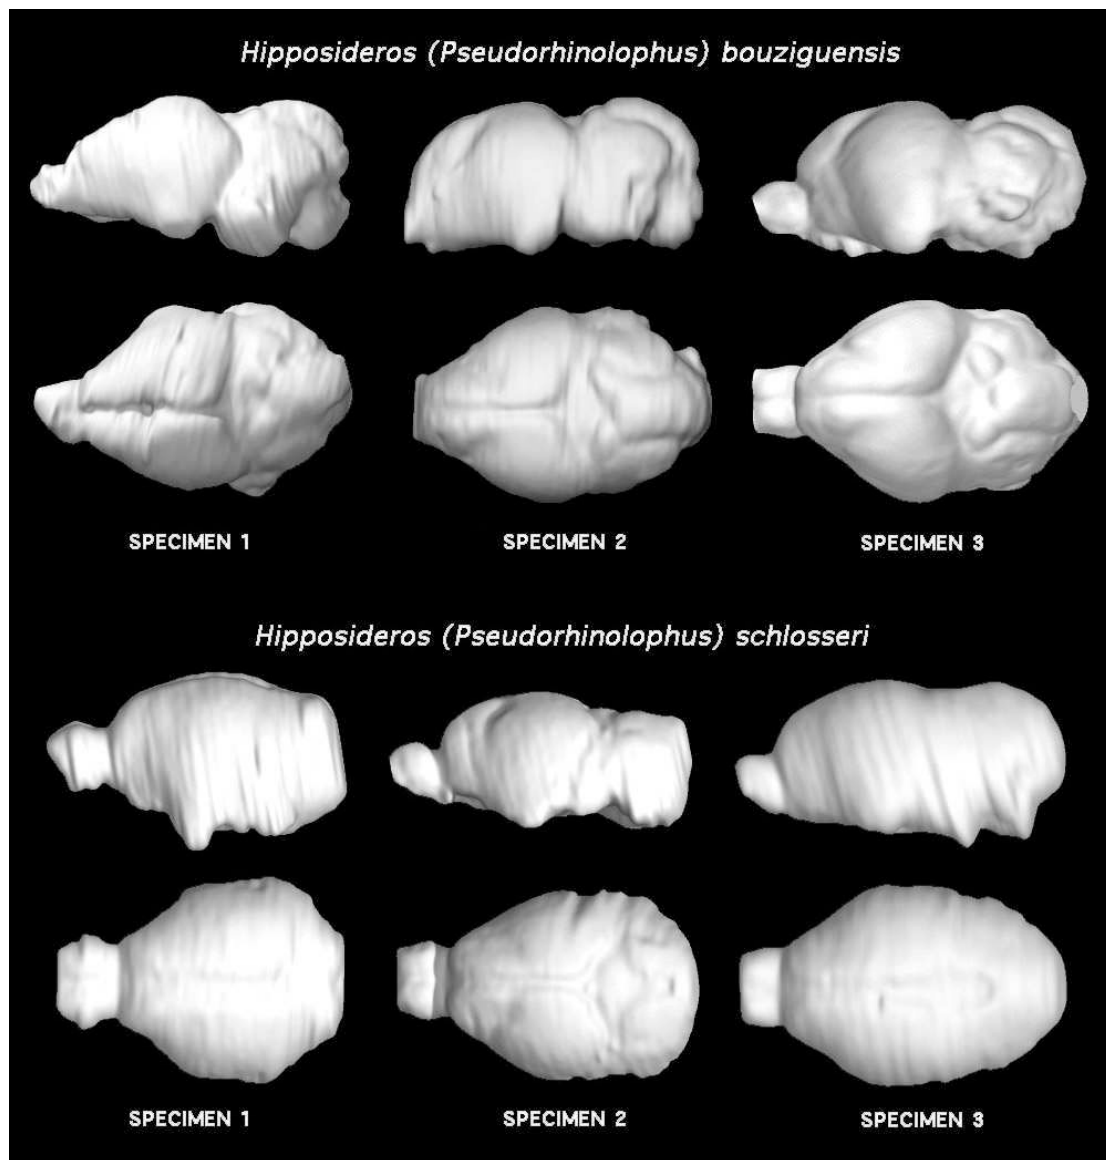 Hipposideros (Pseudorhinolophus) bouziguensis
SPECIMEN 1 SPECIMEN 2 SPECIMEN 3
Hipposideros (Pseudorhinolophus) schlosseri
SPECIMEN 1 SPECIMEN 2 SPECIMEN 3